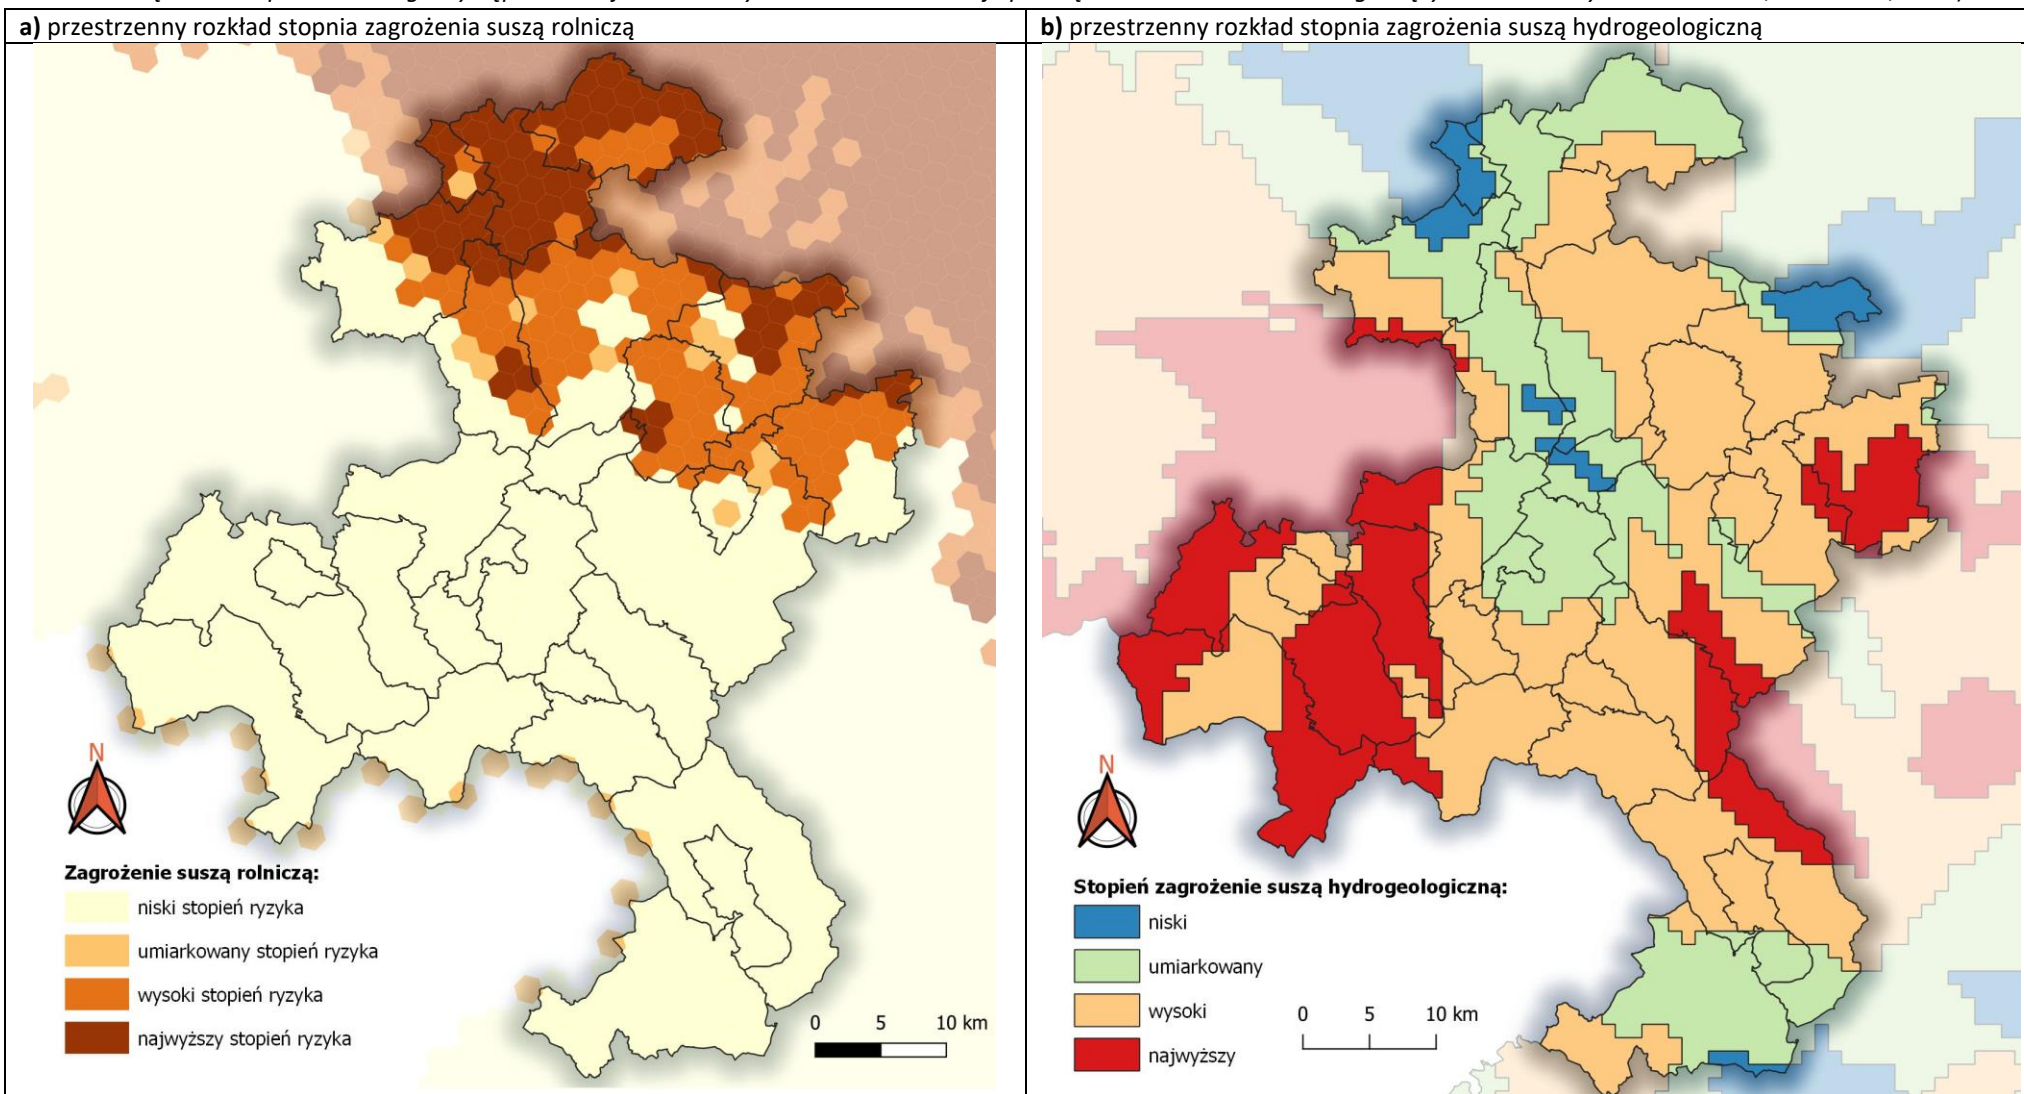 a) przestrzenny rozkład stopnia zagrożenia suszą rolniczą
b) przestrzenny rozkład stopnia zagrożenia suszą hydrogeologiczną
N
Zagrożenie suszą rolniczą:
niski stopień ryzyka
umiarkowany stopień ryzyka
wysoki stopień ryzyka
najwyższy stopień ryzyka
0 5 10 km
N
Stopień zagrożenie suszą hydrogeologiczną:
niski
umiarkowany
wysoki
najwyższy
0 5 10 km